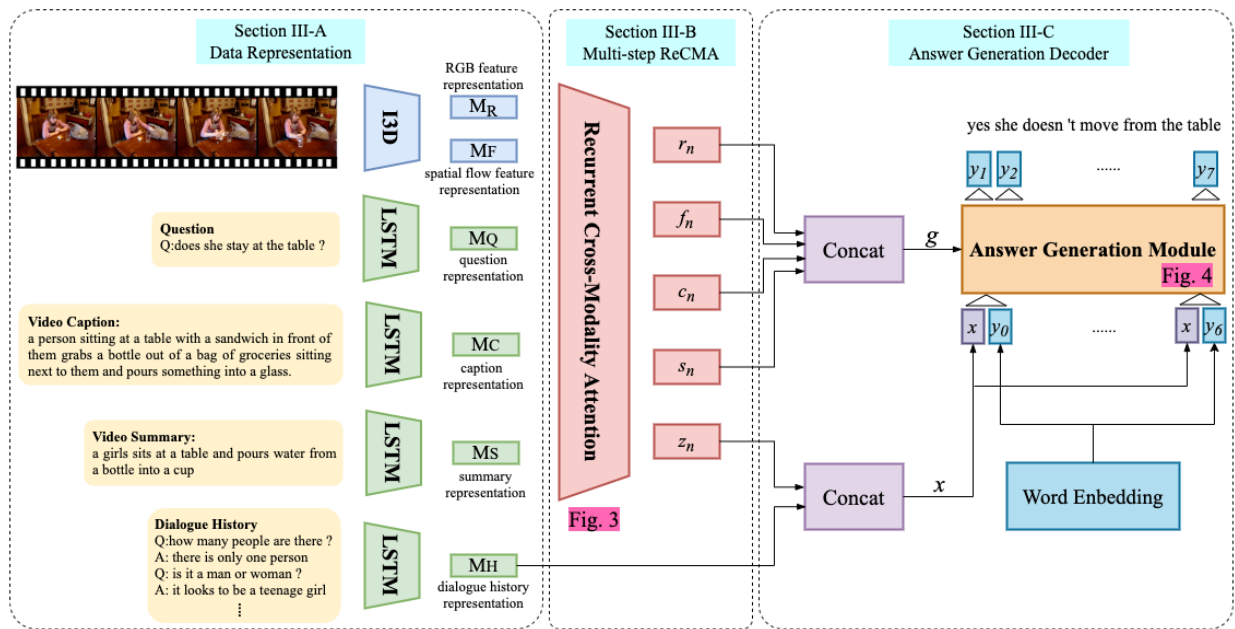 Section III-A
Data Representation
I3D
RGB feature
representation
MR
MF
spatial flow feature
representation
Question
Q:does she stay at the table ?
LSTM
MQ
question
representation
Video Caption:
a person sitting at a table with a sandwich in front of
them grabs a bottle out of a bag of groceries sitting
next to them and pours something into a glass.
LSTM
MC
caption
representation
Video Summary:
a girls sits at a table and pours water from
a bottle into a cup
LSTM
MS
summary
representation
Dialogue History
Q:how many people are there ?
A: there is only one person
Q: is it a man or woman ?
A: it looks to be a teenage girl
⋮
LSTM
MH
dialogue history
representation
Section III-B
Multi-step ReCMA
Recurrent Cross-Modality Attention
Fig. 3
rn
fn
cn
sn
zn
Section III-C
Answer Generation Decoder
Concat
g
Concat
x
yes she doesn 't move from the table
y1 y2 ...... y7
Answer Generation Module
Fig. 4
x y0 ...... x y6
Word Enbedding